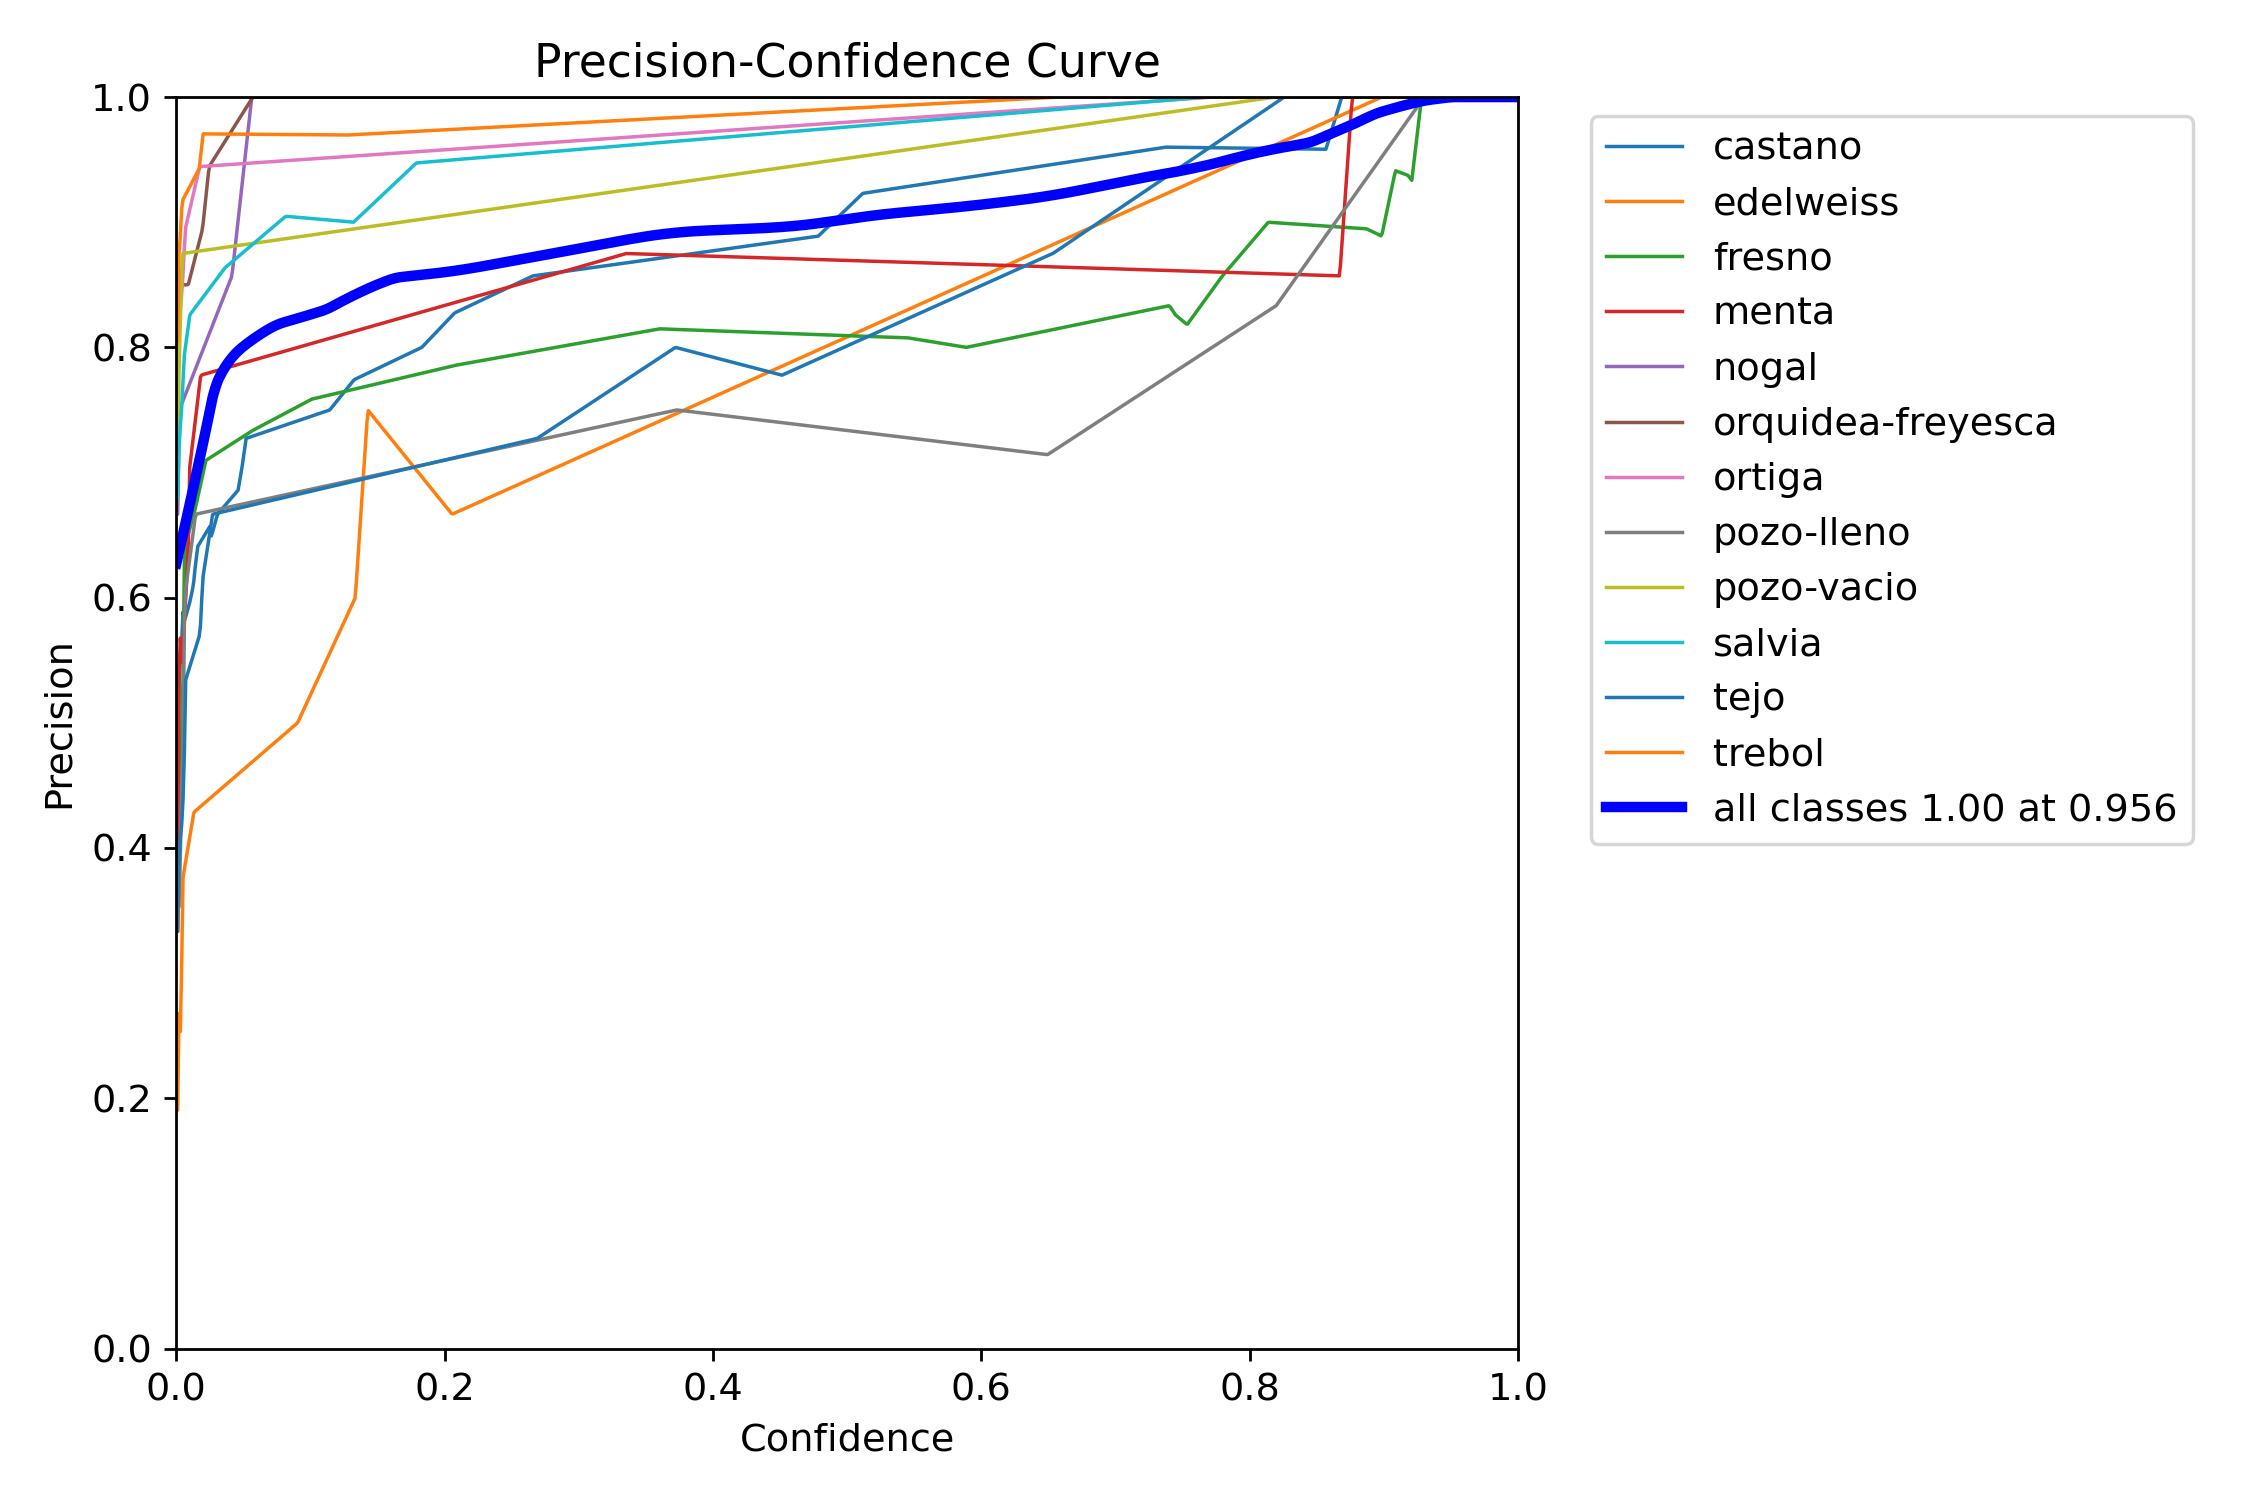 Precision-Confidence Curve
1.0
0.8
0.6
0.4
0.2
0.0
Precision
0.0 0.2 0.4 0.6 0.8 1.0
Confidence
castano
edelweiss
fresno
menta
nogal
orquidea-freyesca
ortiga
pozo-lleno
pozo-vacio
salvia
tejo
trebol
all classes 1.00 at 0.956